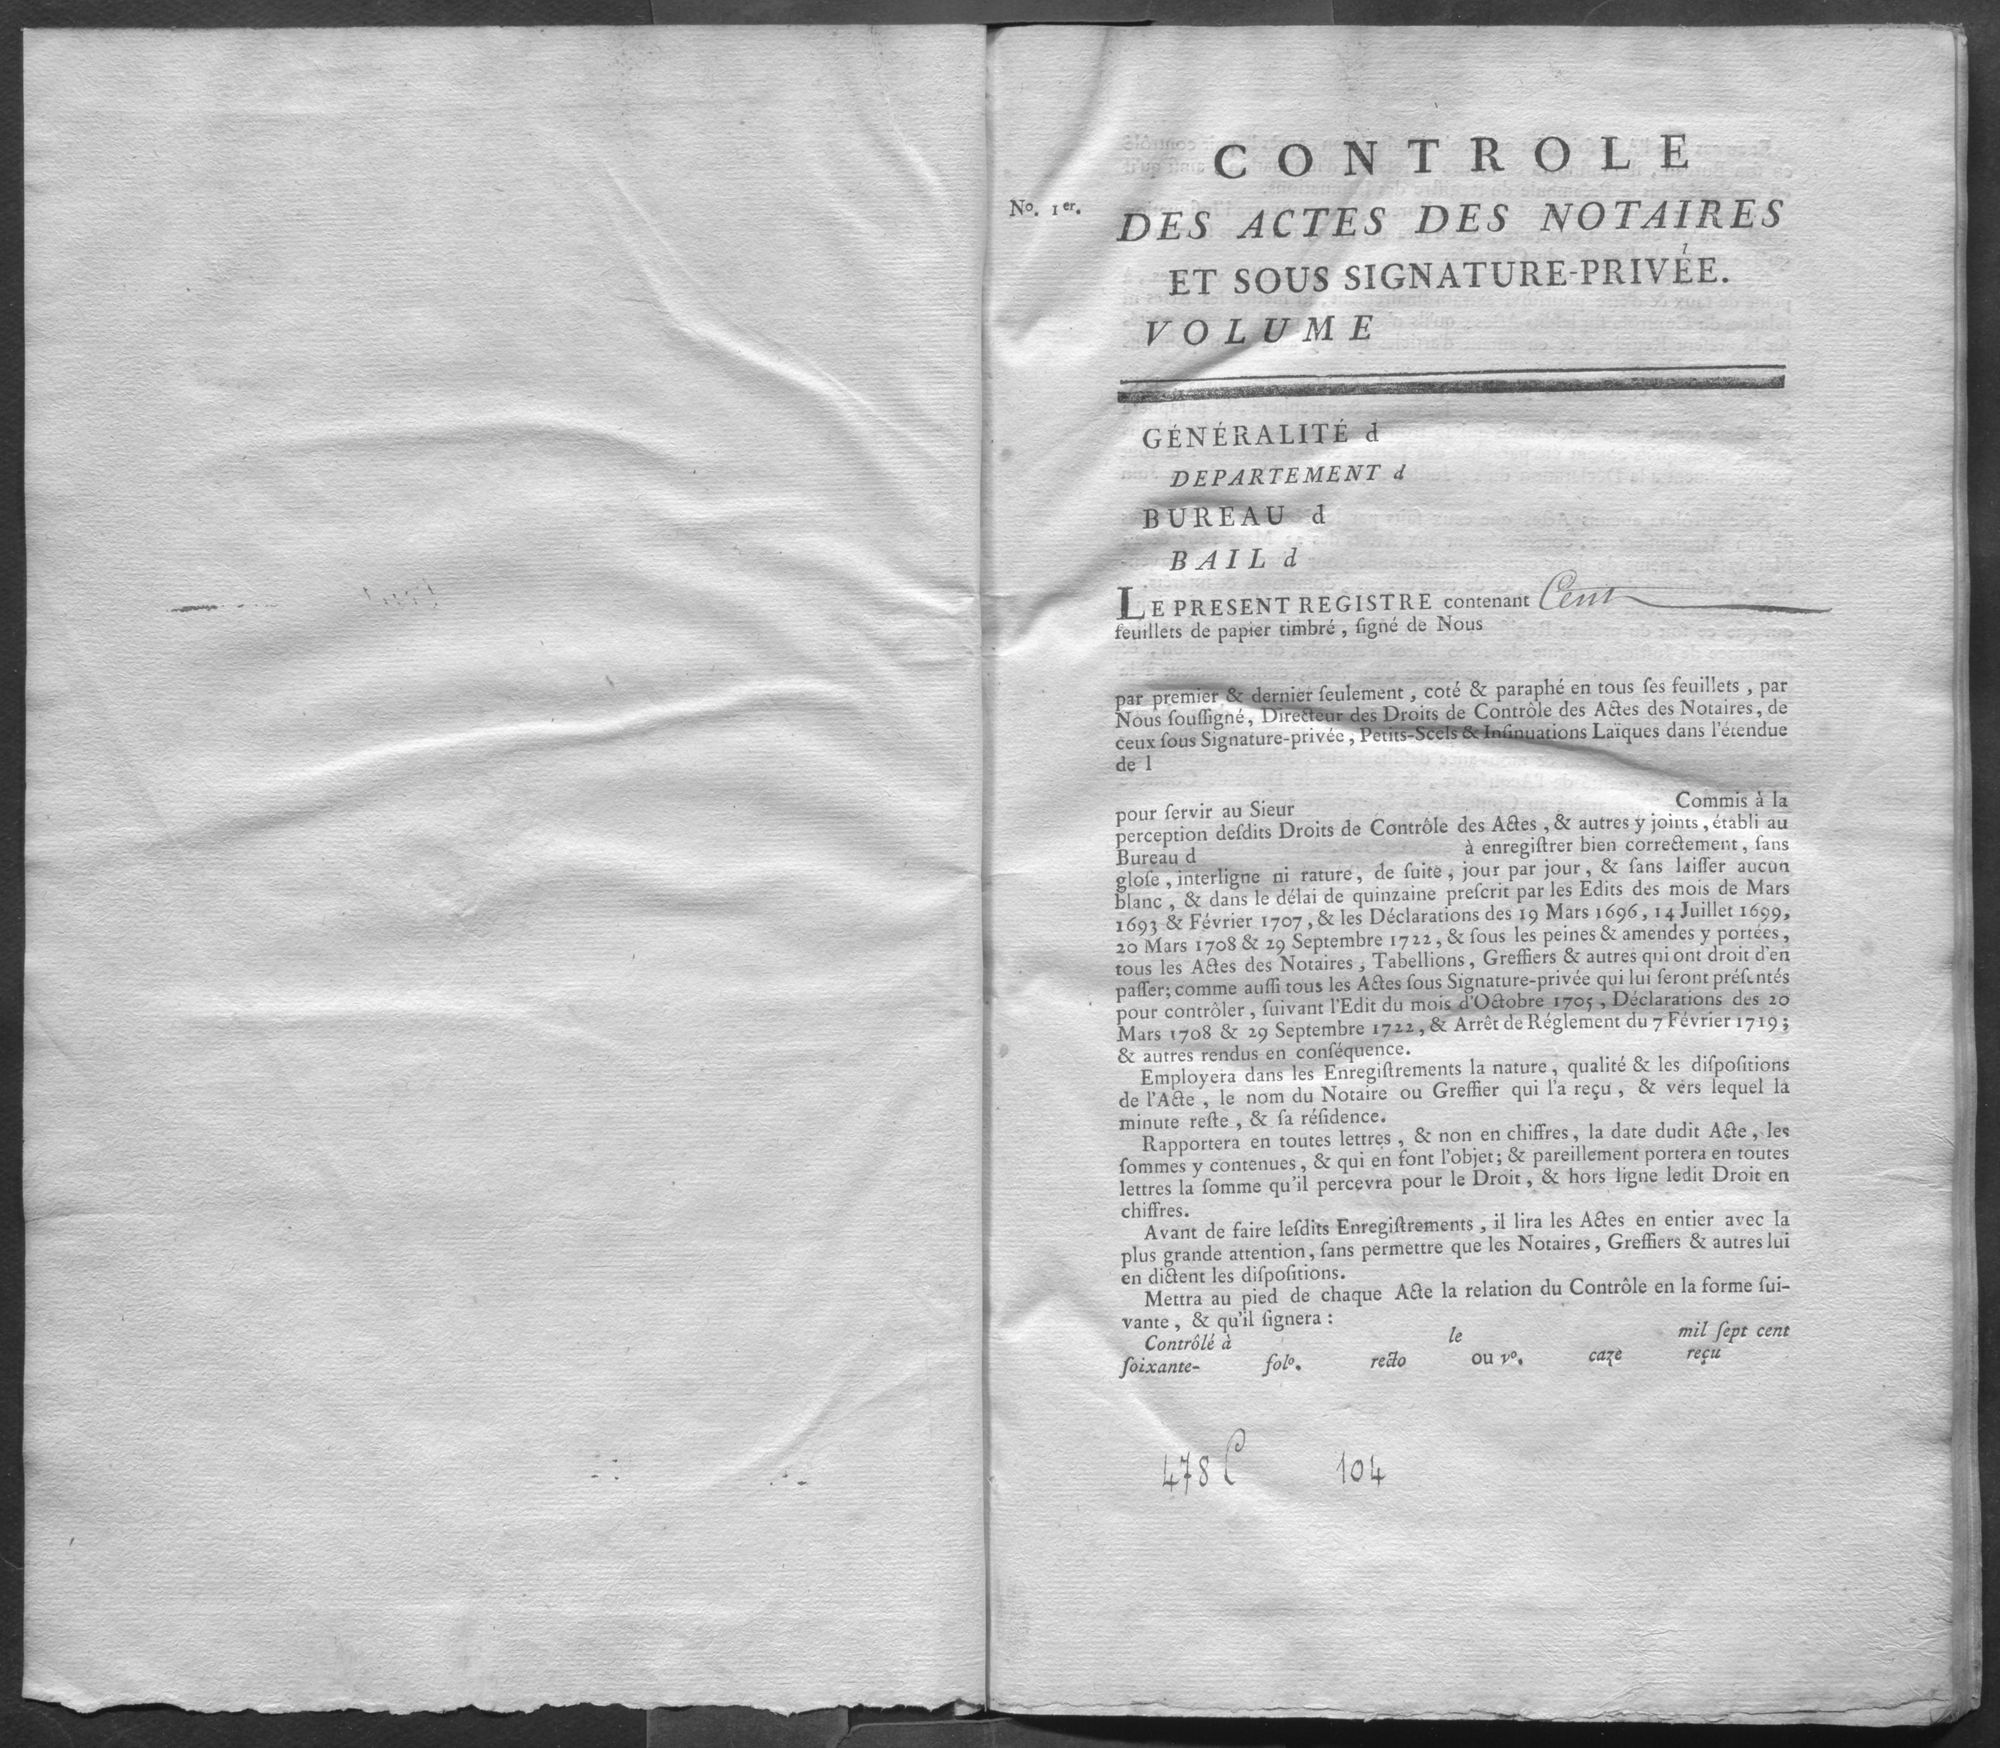 No. 1er.
CONTROLE
DES ACTES DES NOTAIRES
ET SOUS SIGNATURE-PRIVÉE.
VOLUME
GÉNÉRALITÉ d
DEPARTEMENT d
BUREAU d
BAIL d
LE PRESENT REGISTRE contenant Cent
feuillets de papier timbré, ſigné de Nous
par premier & dernier ſeulement, coté & paraphé en tous ſes feuillets, par
Nous ſouſſigné, Directeur des Droits de Contrôle des Actes des Notaires, de
ceux ſous Signature-privée, Petits-Scels & Inſinuations Laïques dans l'étendue
de l
pour ſervir au Sieur Commis à la
perception deſdits Droits de Contrôle des Actes, & autres y joints, établi au
Bureau d à enregiſtrer bien correctement, ſans
gloſe, interligne ni rature, de ſuite, jour par jour, & ſans laiſſer aucun
blanc, & dans le délai de quinzaine preſcrit par les Edits des mois de Mars
1693 & Février 1707, & les Déclarations des 19 Mars 1696, 14 Juillet 1699,
20 Mars 1708 & 29 Septembre 1722, & ſous les peines & amendes y portées,
tous les Actes des Notaires, Tabellions, Greffiers & autres qui ont droit d'en
paſſer; comme auſſi tous les Actes ſous Signature-privée qui lui ſeront préſentés
pour contrôler, ſuivant l'Edit du mois d'Octobre 1705, Déclarations des 20
Mars 1708 & 29 Septembre 1722, & Arrêt de Réglement du 7 Février 1719;
& autres rendus en conſéquence.
Employera dans les Enregiſtrements la nature, qualité & les diſpoſitions
de l'Acte, le nom du Notaire ou Greffier qui l'a reçu, & vers lequel la
minute reſte, & ſa réſidence.
Rapportera en toutes lettres, & non en chiffres, la date dudit Acte, les
ſommes y contenues, & qui en font l'objet; & pareillement portera en toutes
lettres la ſomme qu'il percevra pour le Droit, & hors ligne ledit Droit en
chiffres.
Avant de faire leſdits Enregiſtrements, il lira les Actes en entier avec la
plus grande attention, ſans permettre que les Notaires, Greffiers & autres lui
en dictent les diſpoſitions.
Mettra au pied de chaque Acte la relation du Contrôle en la forme ſui-
vante, & qu'il ſignera:
Contrôlé à le mil ſept cent
ſoixante- folo. recto ou vo. caze reçu
478 C 104